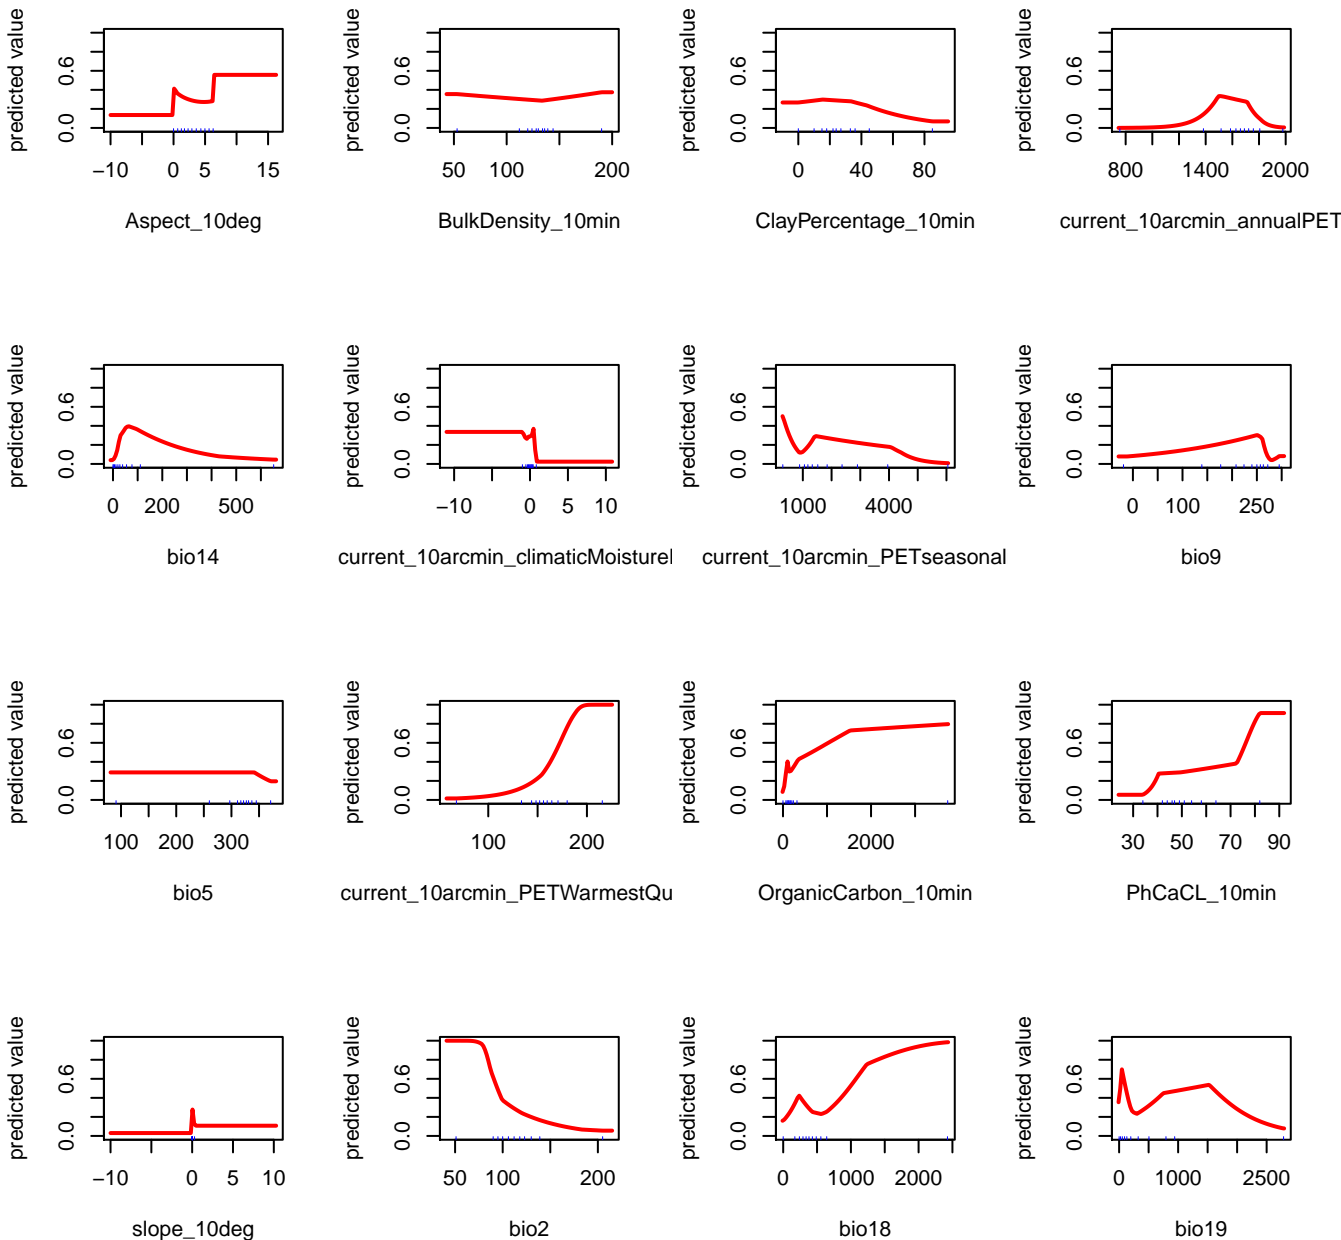 predicted value predicted value predicted value predicted value
0.0 0.6 0.0 0.6 0.0 0.6 0.0 0.6
−10 0 5 15 50 100 200 0 40 80 800 1400 2000
Aspect_10deg BulkDensity_10min ClayPercentage_10min current_10arcmin_annualPET
predicted value predicted value predicted value predicted value
0.0 0.6 0.0 0.6 0.0 0.6 0.0 0.6
0 200 500 −10 0 5 10 1000 4000 0 100 250
bio14 current_10arcmin_climaticMoistureI current_10arcmin_PETseasonal bio9
predicted value predicted value predicted value predicted value
0.0 0.6 0.0 0.6 0.0 0.6 0.0 0.6
100 200 300 100 200 0 2000 30 50 70 90
bio5 current_10arcmin_PETWarmestQu OrganicCarbon_10min PhCaCL_10min
predicted value predicted value predicted value predicted value
0.0 0.6 0.0 0.6 0.0 0.6 0.0 0.6
−10 0 5 10 50 100 200 0 1000 2000 0 1000 2500
slope_10deg bio2 bio18 bio19